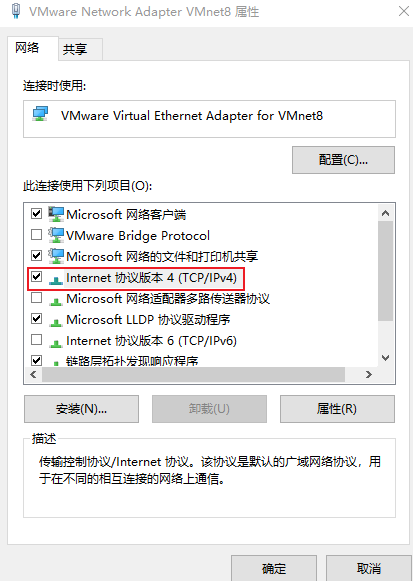 VMware Network Adapter VMnet8 属性
网络
共享
连接时使用:
VMware Virtual Ethernet Adapter for VMnet8
配置(C)...
此连接使用下列项目(O):
Microsoft 网络客户端
VMware Bridge Protocol
Microsoft 网络的文件和打印机共享
Internet 协议版本 4 (TCP/IPv4)
Microsoft 网络适配器多路传送器协议
Microsoft LLDP 协议驱动程序
Internet 协议版本 6 (TCP/IPv6)
链路层拓扑发现响应程序
安装(N)...
卸载(U)
属性(R)
描述
传输控制协议/Internet 协议。该协议是默认的广域网络协议，用
于在不同的相互连接的网络上通信。
确定
取消